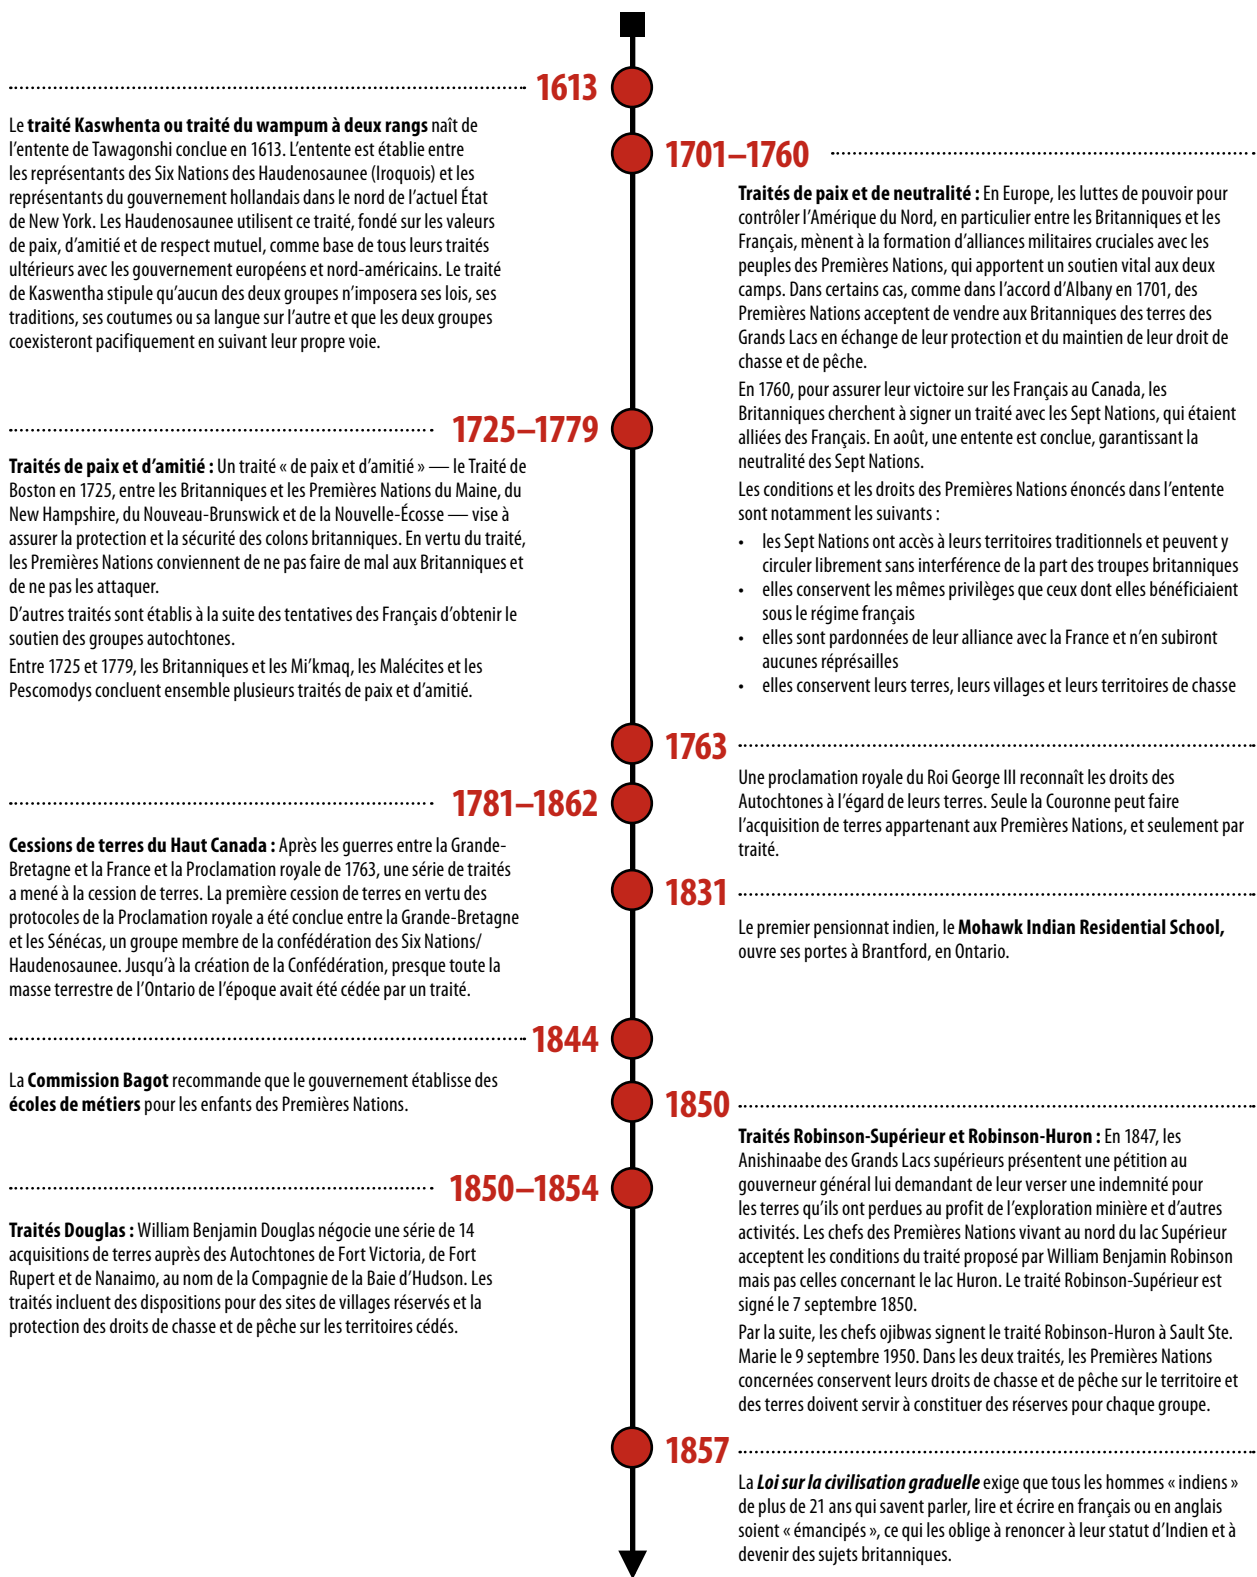 1613
Le traité Kaswhenta ou traité du wampum à deux rangs naît de
l’entente de Tawagonshi conclue en 1613. L’entente est établie entre
les représentants des Six Nations des Haudenosaunee (Iroquois) et les
représentants du gouvernement hollandais dans le nord de l’actuel État
de New York. Les Haudenosaunee utilisent ce traité, fondé sur les valeurs
de paix, d’amitié et de respect mutuel, comme base de tous leurs traités
ultérieurs avec les gouvernement européens et nord-américains. Le traité
de Kaswentha stipule qu’aucun des deux groupes n’imposera ses lois, ses
traditions, ses coutumes ou sa langue sur l’autre et que les deux groupes
coexisteront pacifiquement en suivant leur propre voie.
1701–1760
Traités de paix et de neutralité : En Europe, les luttes de pouvoir pour
contrôler l’Amérique du Nord, en particulier entre les Britanniques et les
Français, mènent à la formation d’alliances militaires cruciales avec les
peuples des Premières Nations, qui apportent un soutien vital aux deux
camps. Dans certains cas, comme dans l’accord d’Albany en 1701, des
Premières Nations acceptent de vendre aux Britanniques des terres des
Grands Lacs en échange de leur protection et du maintien de leur droit de
chasse et de pêche.
En 1760, pour assurer leur victoire sur les Français au Canada, les
Britanniques cherchent à signer un traité avec les Sept Nations, qui étaient
alliées des Français. En août, une entente est conclue, garantissant la
neutralité des Sept Nations.
Les conditions et les droits des Premières Nations énoncés dans l’entente
sont notamment les suivants :
• les Sept Nations ont accès à leurs territoires traditionnels et peuvent y
circuler librement sans interférence de la part des troupes britanniques
• elles conservent les mêmes privilèges que ceux dont elles bénéficiaient
sous le régime français
• elles sont pardonnées de leur alliance avec la France et n’en subiront
aucunes réprésailles
• elles conservent leurs terres, leurs villages et leurs territoires de chasse
1725–1779
Traités de paix et d’amitié : Un traité « de paix et d’amitié » — le Traité de
Boston en 1725, entre les Britanniques et les Premières Nations du Maine, du
New Hampshire, du Nouveau-Brunswick et de la Nouvelle-Écosse — vise à
assurer la protection et la sécurité des colons britanniques. En vertu du traité,
les Premières Nations conviennent de ne pas faire de mal aux Britanniques et
de ne pas les attaquer.
D’autres traités sont établis à la suite des tentatives des Français d’obtenir le
soutien des groupes autochtones.
Entre 1725 et 1779, les Britanniques et les Mi’kmaq, les Malécites et les
Pescomodys concluent ensemble plusieurs traités de paix et d’amitié.
1763
Une proclamation royale du Roi George III reconnaît les droits des
Autochtones à l’égard de leurs terres. Seule la Couronne peut faire
l’acquisition de terres appartenant aux Premières Nations, et seulement par
traité.
1781–1862
Cessions de terres du Haut Canada : Après les guerres entre la Grande-
Bretagne et la France et la Proclamation royale de 1763, une série de traités
a mené à la cession de terres. La première cession de terres en vertu des
protocoles de la Proclamation royale a été conclue entre la Grande-Bretagne
et les Sénécas, un groupe membre de la confédération des Six Nations/
Haudenosaunee. Jusqu’à la création de la Confédération, presque toute la
masse terrestre de l’Ontario de l’époque avait été cédée par un traité.
1831
Le premier pensionnat indien, le Mohawk Indian Residential School,
ouvre ses portes à Brantford, en Ontario.
1844
La Commission Bagot recommande que le gouvernement établisse des
écoles de métiers pour les enfants des Premières Nations.
1850
Traités Robinson-Supérieur et Robinson-Huron : En 1847, les
Anishinaabe des Grands Lacs supérieurs présentent une pétition au
gouverneur général lui demandant de leur verser une indemnité pour
les terres qu’ils ont perdues au profit de l’exploration minière et d’autres
activités. Les chefs des Premières Nations vivant au nord du lac Supérieur
acceptent les conditions du traité proposé par William Benjamin Robinson
mais pas celles concernant le lac Huron. Le traité Robinson-Supérieur est
signé le 7 septembre 1850.
Par la suite, les chefs ojibwas signent le traité Robinson-Huron à Sault Ste.
Marie le 9 septembre 1950. Dans les deux traités, les Premières Nations
concernées conservent leurs droits de chasse et de pêche sur le territoire et
des terres doivent servir à constituer des réserves pour chaque groupe.
1850–1854
Traités Douglas : William Benjamin Douglas négocie une série de 14
acquisitions de terres auprès des Autochtones de Fort Victoria, de Fort
Rupert et de Nanaimo, au nom de la Compagnie de la Baie d’Hudson. Les
traités incluent des dispositions pour des sites de villages réservés et la
protection des droits de chasse et de pêche sur les territoires cédés.
1857
La Loi sur la civilisation graduelle exige que tous les hommes « indiens »
de plus de 21 ans qui savent parler, lire et écrire en français ou en anglais
soient « émancipés », ce qui les oblige à renoncer à leur statut d’Indien et à
devenir des sujets britanniques.